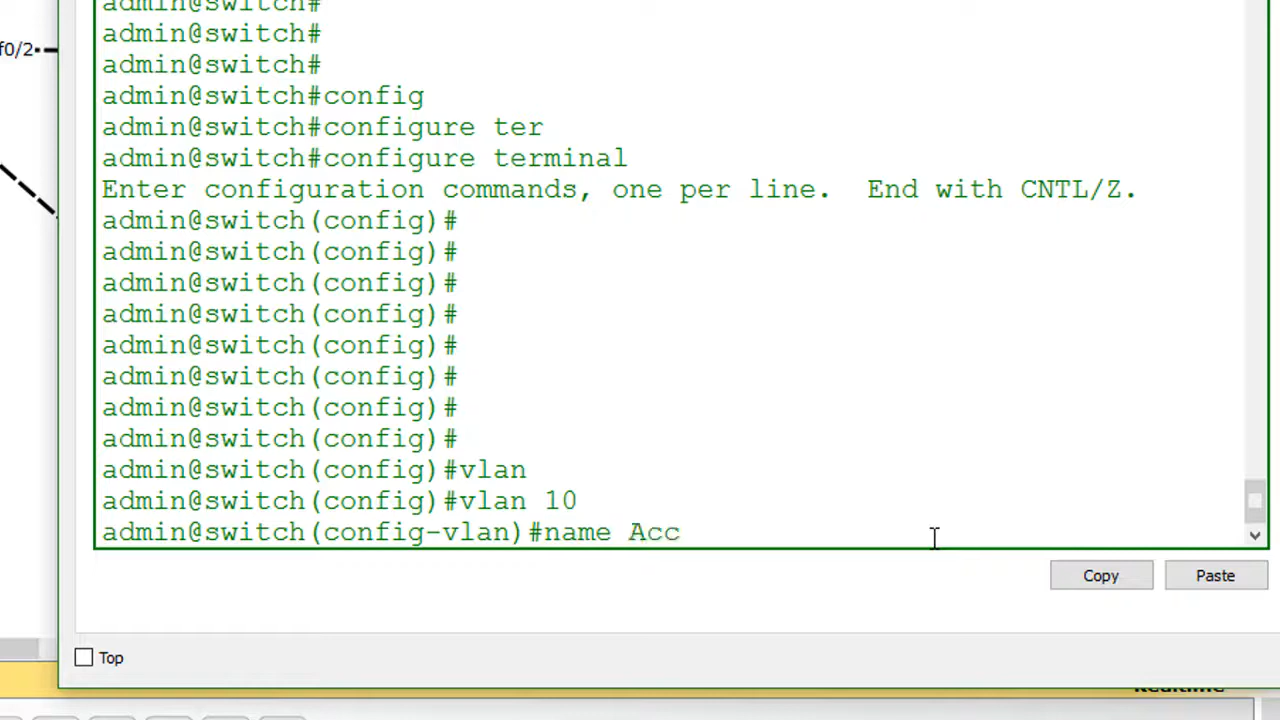 admin@switch#
admin@switch#
admin@switch#
f0/2
admin@switch#config
admin@switch#configure ter
admin@switch#configure terminal
Enter configuration commands, one per line.  End with CNTL/Z.
admin@switch(config)#
admin@switch(config)#
admin@switch(config)#
admin@switch(config)#
admin@switch(config)#
admin@switch(config)#
admin@switch(config)#
admin@switch(config)#
admin@switch(config)#vlan
admin@switch(config)#vlan 10
admin@switch(config-vlan)#name Acc
Copy
Paste
Top
Realtime